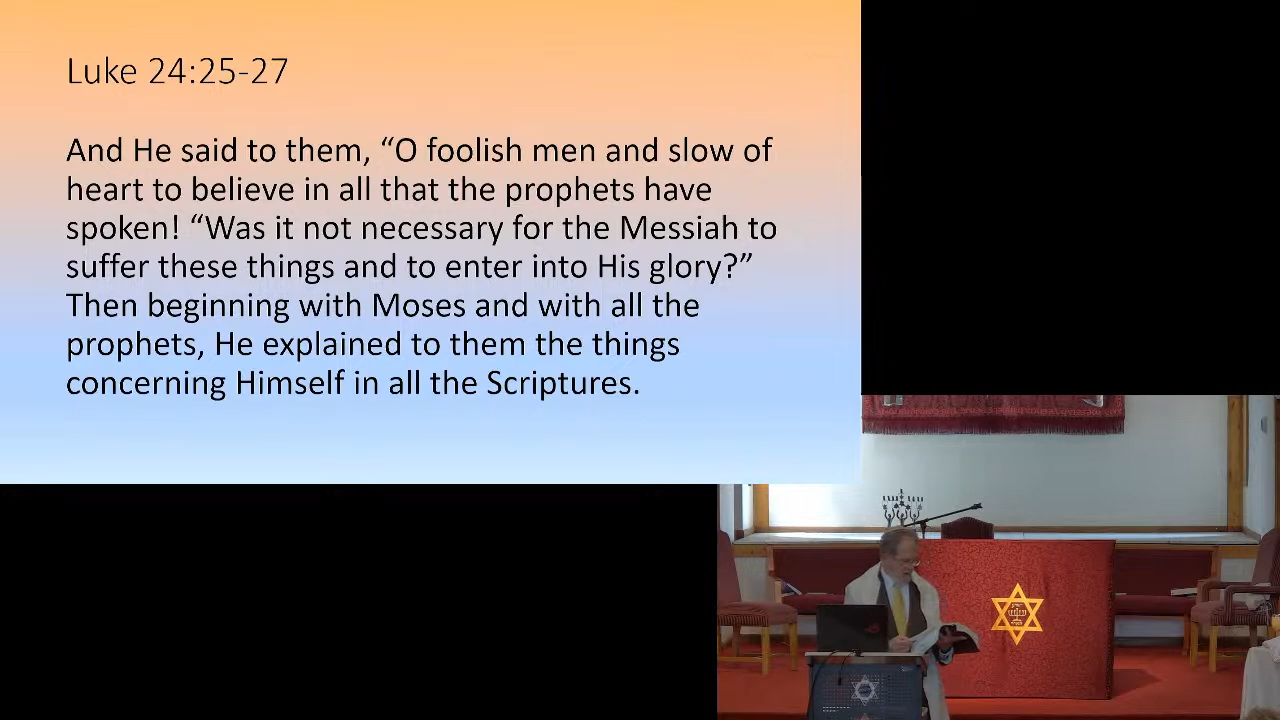 Luke 24:25-27
And He said to them, “O foolish men and slow of
heart to believe in all that the prophets have
spoken! “Was it not necessary for the Messiah to
suffer these things and to enter into His glory?”
Then beginning with Moses and with all the
prophets, He explained to them the things
concerning Himself in all the Scriptures.